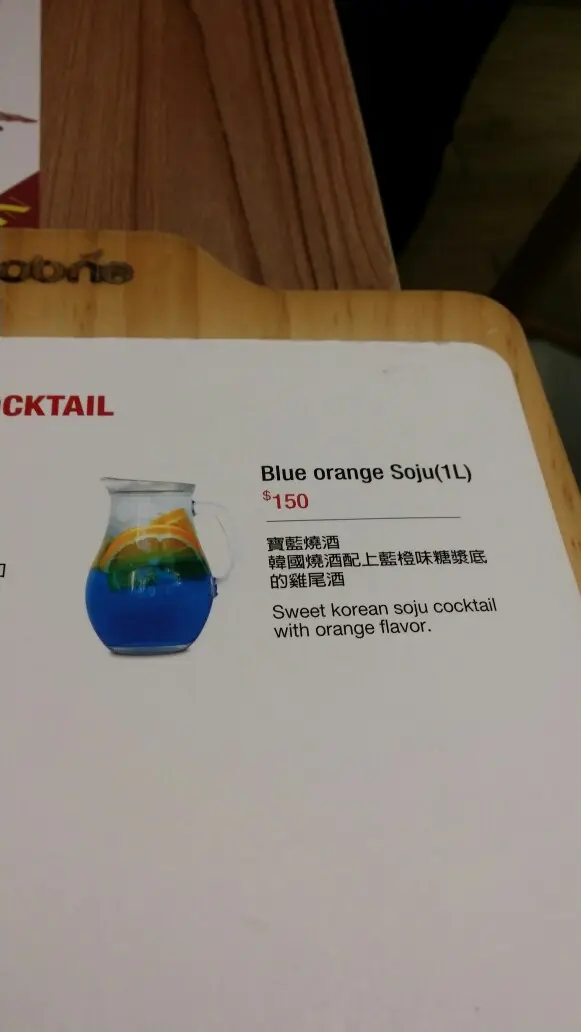 OCKTAIL
Blue orange Soju(1L)
$150
寶藍燒酒
韓國燒酒配上藍橙味糖漿底
的雞尾酒
Sweet korean soju cocktail
with orange flavor.